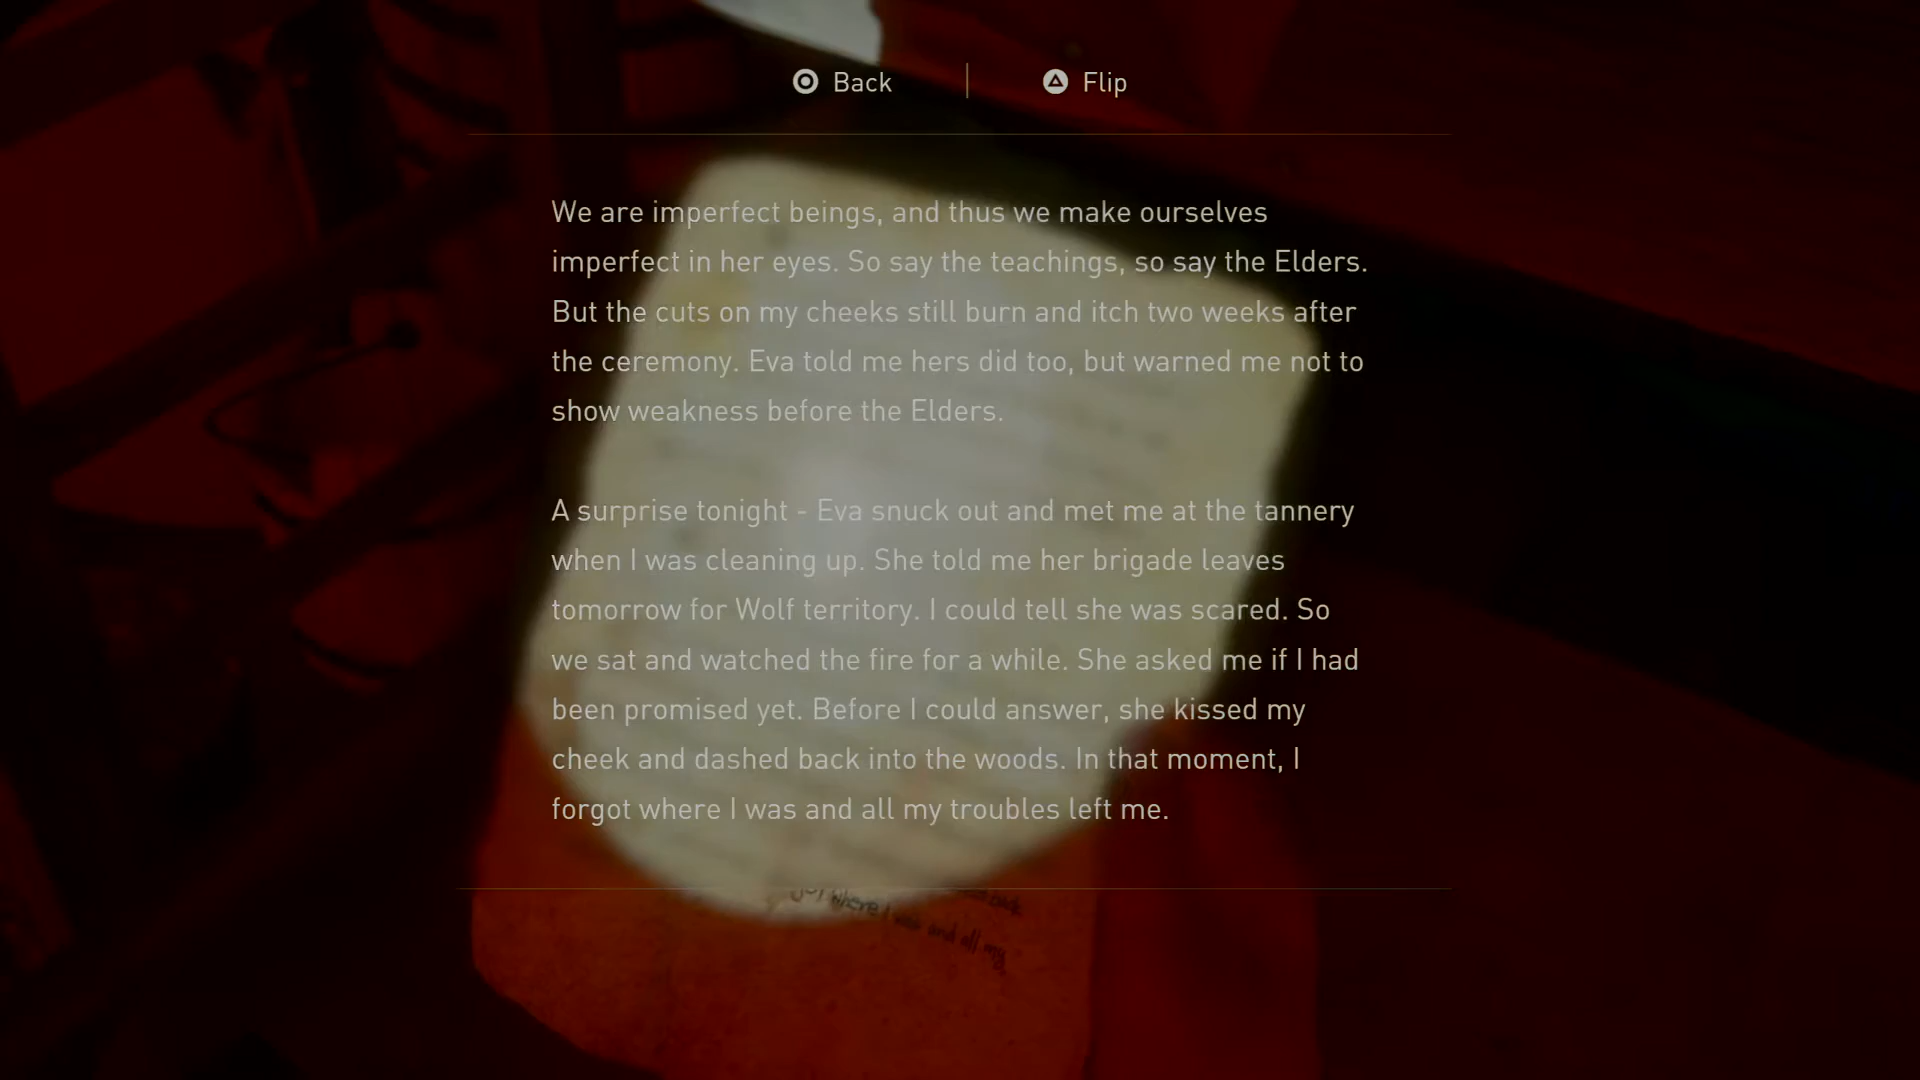 Back
Flip
We are imperfect beings, and thus we make ourselves
imperfect in her eyes. So say the teachings, so say the Elders.
But the cuts on my cheeks still burn and itch two weeks after
the ceremony. Eva told me hers did too, but warned me not to
show weakness before the Elders.
A surprise tonight - Eva snuck out and met me at the tannery
when I was cleaning up. She told me her brigade leaves
tomorrow for Wolf territory. I could tell she was scared. So
we sat and watched the fire for a while. She asked me if I had
been promised yet. Before I could answer, she kissed my
cheek and dashed back into the woods. In that moment, I
forgot where I was and all my troubles left me.
where I was and all my